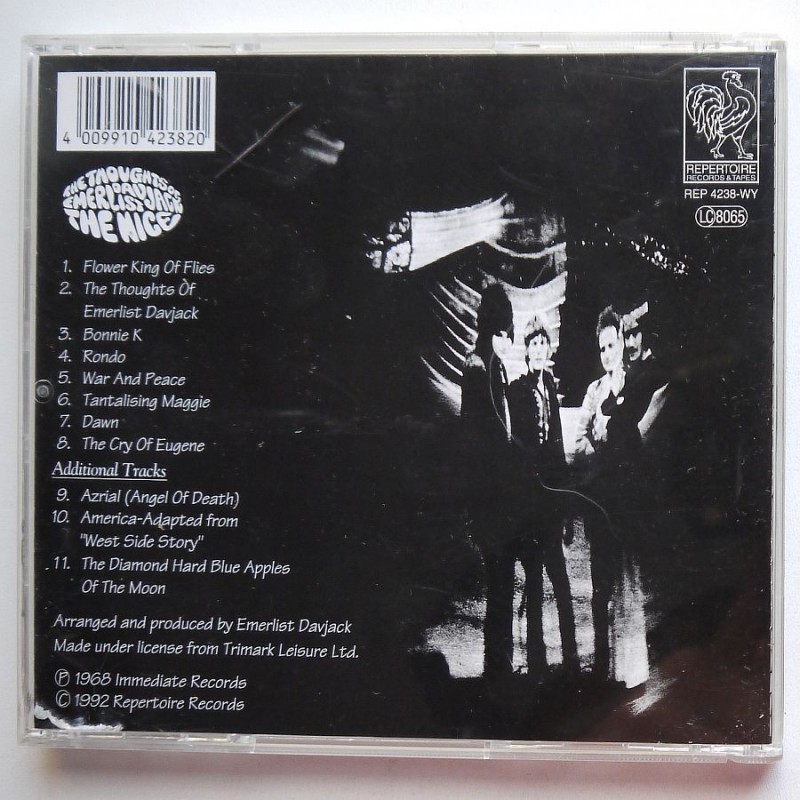 4 009910 423820
THE THOUGHTS OF
EMERLIST DAVJACK
THE NICE
REPERTOIRE
RECORDS & TAPES
REP 4238-WY
LC 8065
1. Flower King Of Flies
2. The Thoughts Of
Emerlist Davjack
3. Bonnie K
4. Rondo
5. War And Peace
6. Tantalising Maggie
7. Dawn
8. The Cry Of Eugene
Additional Tracks
9. Azrial (Angel Of Death)
10. America-Adapted from
"West Side Story"
11. The Diamond Hard Blue Apples
Of The Moon
Arranged and produced by Emerlist Davjack
Made under license from Trimark Leisure Ltd.
Ⓟ 1968 Immediate Records
© 1992 Repertoire Records